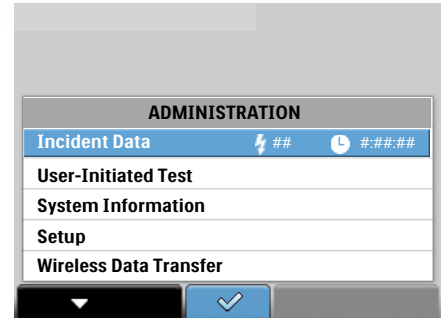 ADMINISTRATION
Incident Data ## #:##:##
User-Initiated Test
System Information
Setup
Wireless Data Transfer